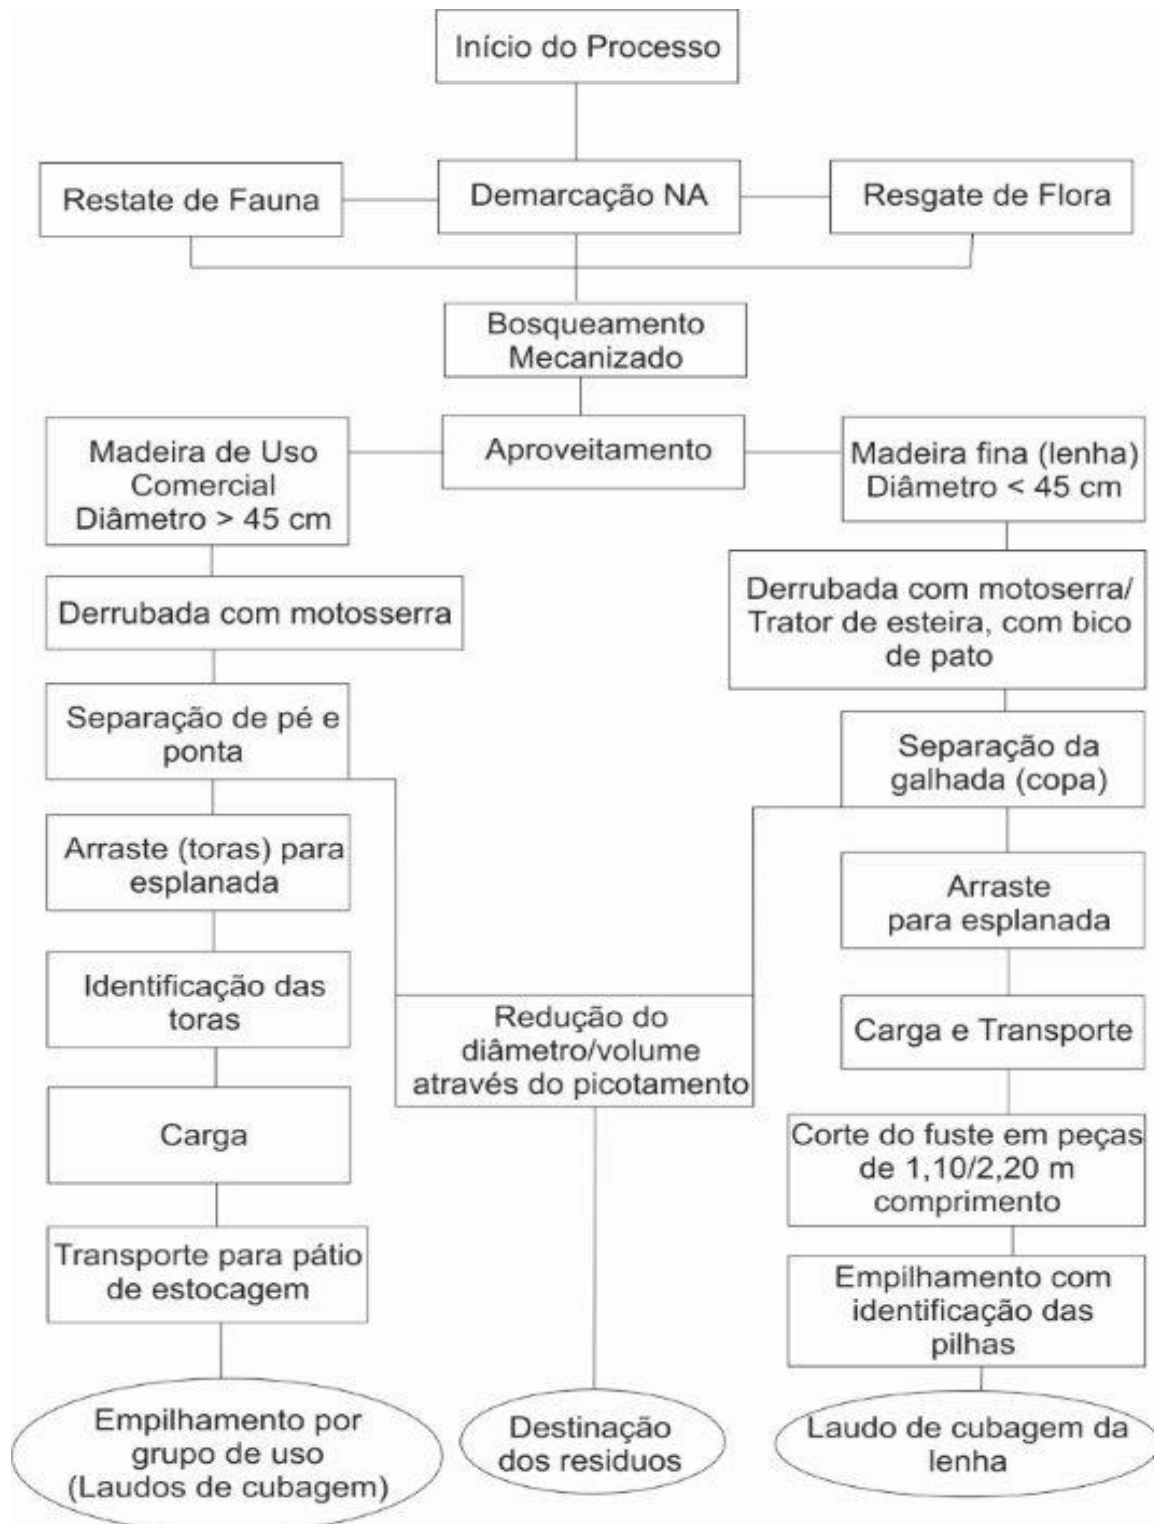 Início do Processo
Restate de Fauna
Demarcação NA
Resgate de Flora
Bosqueamento
Mecanizado
Madeira de Uso
Comercial
Diâmetro > 45 cm
Aproveitamento
Madeira fina (lenha)
Diâmetro < 45 cm
Derrubada com motosserra
Derrubada com motoserra/
Trator de esteira, com bico
de pato
Separação de pé e
ponta
Separação da
galhada (copa)
Arraste (toras) para
esplanada
Arraste
para esplanada
Identificação das
toras
Redução do
diâmetro/volume
através do picotamento
Carga e Transporte
Carga
Corte do fuste em peças
de 1,10/2,20 m
comprimento
Transporte para pátio
de estocagem
Empilhamento com
identificação das
pilhas
Empilhamento por
grupo de uso
(Laudos de cubagem)
Destinação
dos residuos
Laudo de cubagem da
lenha